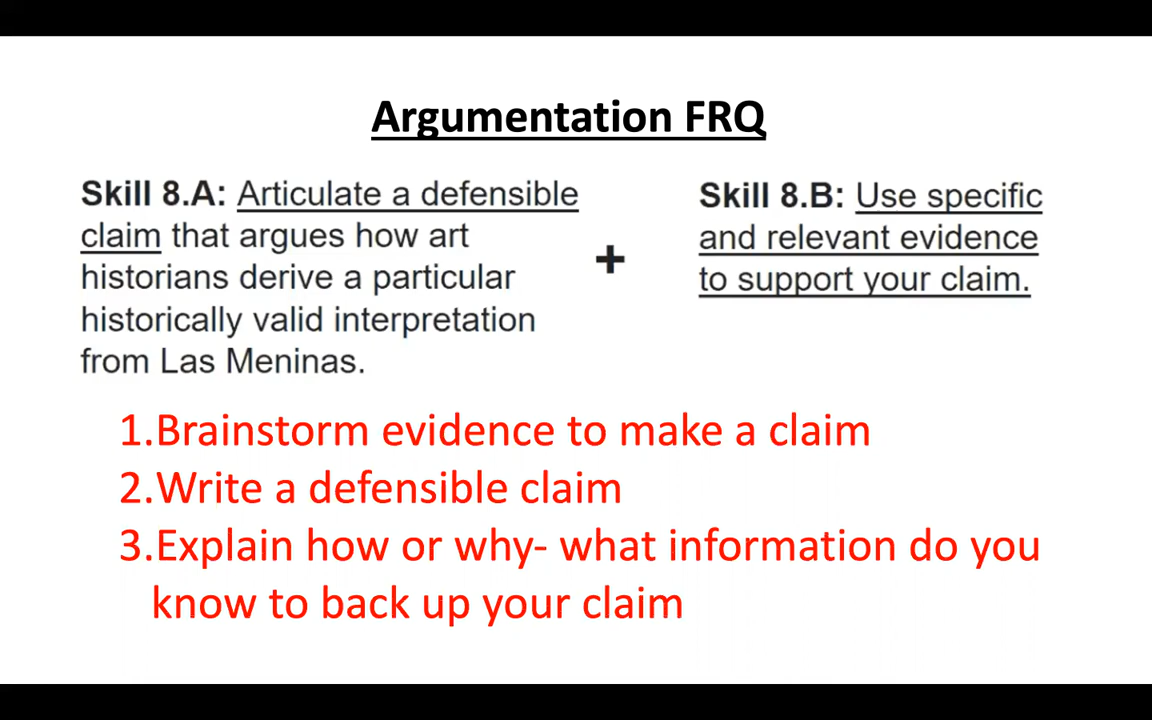 Argumentation FRQ
Skill 8.A: Articulate a defensible
claim that argues how art
historians derive a particular
historically valid interpretation
from Las Meninas.
+
Skill 8.B: Use specific
and relevant evidence
to support your claim.
1.Brainstorm evidence to make a claim
2.Write a defensible claim
3.Explain how or why- what information do you
know to back up your claim